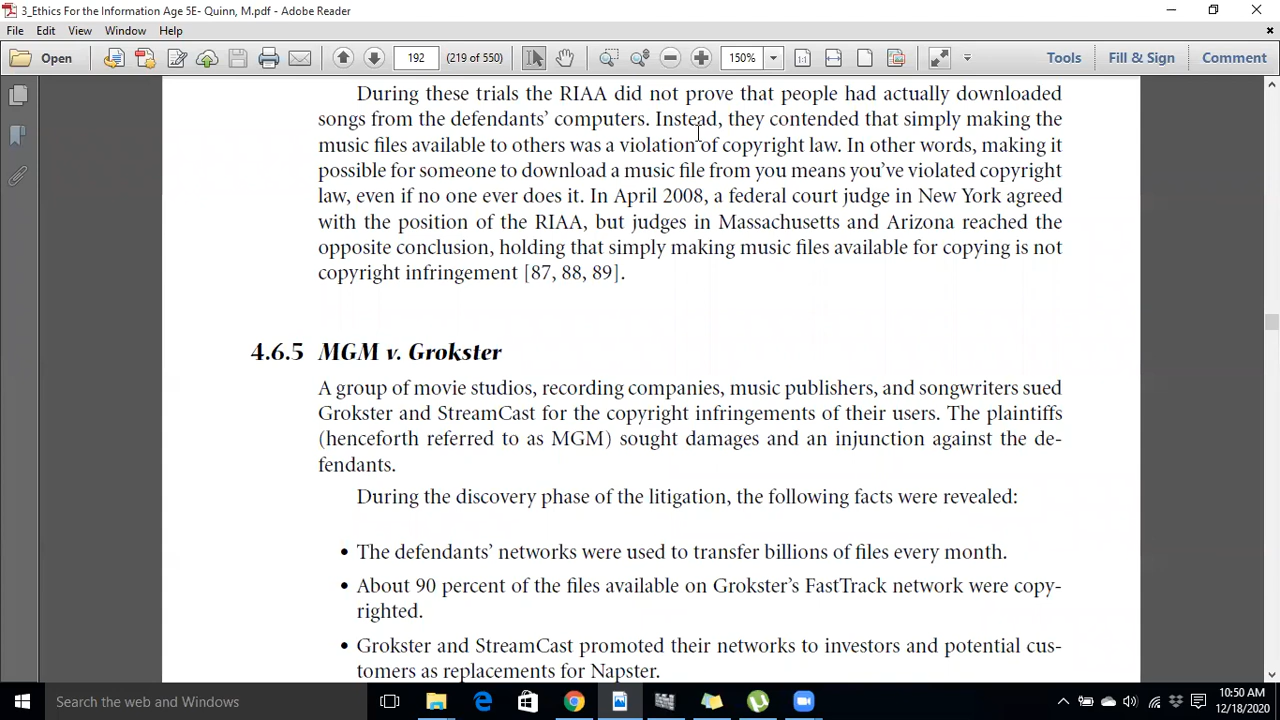 3_Ethics For the Information Age 5E- Quinn, M.pdf - Adobe Reader
File Edit View Window Help
Open 192 (219 of 550) 150% Tools Fill & Sign Comment
During these trials the RIAA did not prove that people had actually downloaded
songs from the defendants’ computers. Instead, they contended that simply making the
music files available to others was a violation of copyright law. In other words, making it
possible for someone to download a music file from you means you’ve violated copyright
law, even if no one ever does it. In April 2008, a federal court judge in New York agreed
with the position of the RIAA, but judges in Massachusetts and Arizona reached the
opposite conclusion, holding that simply making music files available for copying is not
copyright infringement [87, 88, 89].
4.6.5 MGM v. Grokster
A group of movie studios, recording companies, music publishers, and songwriters sued
Grokster and StreamCast for the copyright infringements of their users. The plaintiffs
(henceforth referred to as MGM) sought damages and an injunction against the de-
fendants.
During the discovery phase of the litigation, the following facts were revealed:
• The defendants’ networks were used to transfer billions of files every month.
• About 90 percent of the files available on Grokster’s FastTrack network were copy-
righted.
• Grokster and StreamCast promoted their networks to investors and potential cus-
tomers as replacements for Napster.
Search the web and Windows
10:50 AM
12/18/2020